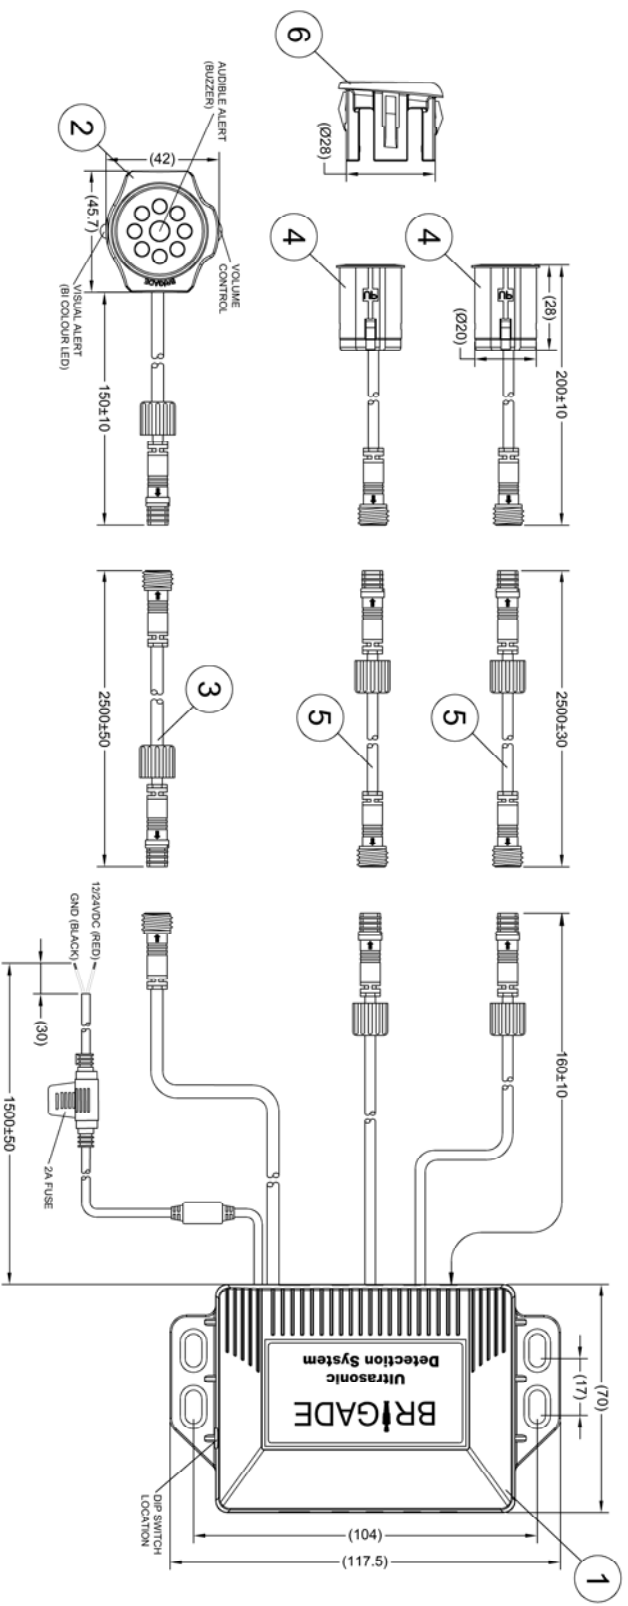 6
(Ø28)
AUDIBLE ALERT
(BUZZER)
2
(42)
(45.7)
VOLUME
CONTROL
BRIGADE
VISUAL ALERT
(BI COLOUR LED)
150±10
4
4
(28)
(Ø20)
200±10
2500±50
3
5
5
2500±30
12/24VDC (RED)
GND (BLACK)
(30)
1500±50
2A FUSE
160±10
BRIGADE
Ultrasonic
Detection System
(70)
(17)
DIP SWITCH
LOCATION
(104)
(117.5)
1